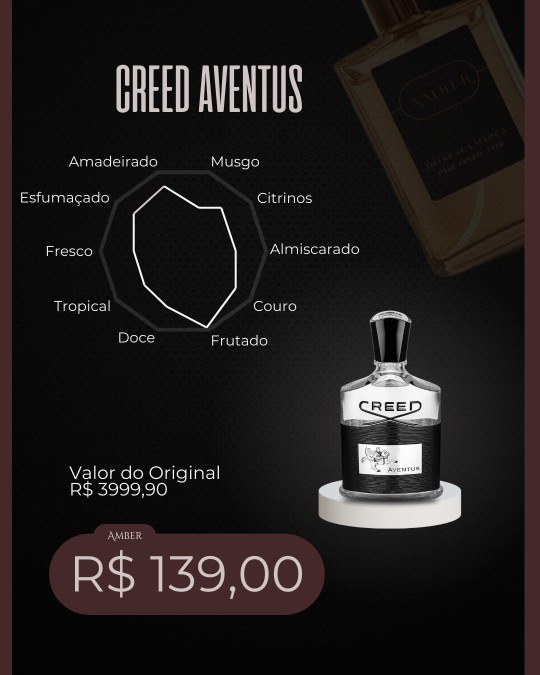 CREED AVENTUS
AMBER
Amadeirado
Musgo
Esfumaçado
Citrinos
Fresco
Almiscarado
Tropical
Couro
Doce
Frutado
CREED
AVENTUS
Valor do Original
R$ 3999,90
AMBER
R$ 139,00